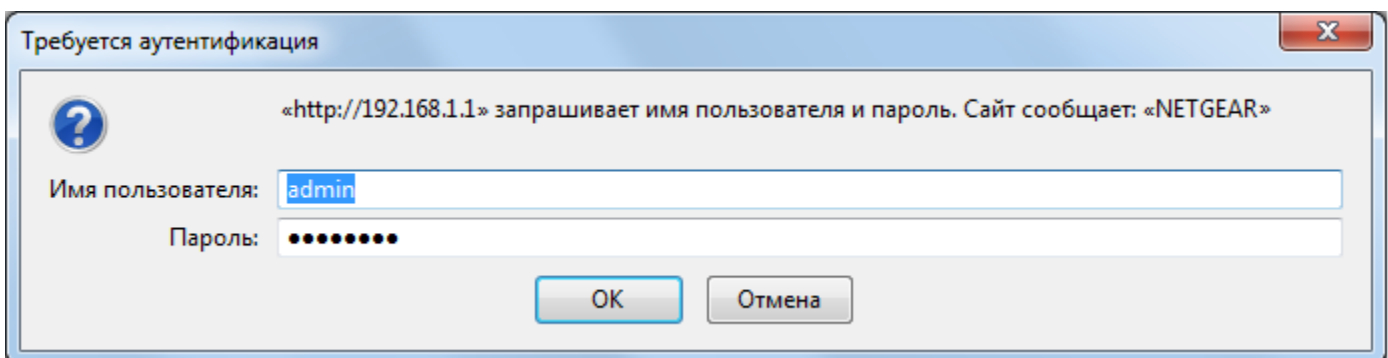 Требуется аутентификация
«http://192.168.1.1» запрашивает имя пользователя и пароль. Сайт сообщает: «NETGEAR»
Имя пользователя: admin
Пароль: ••••••••
OK Отмена